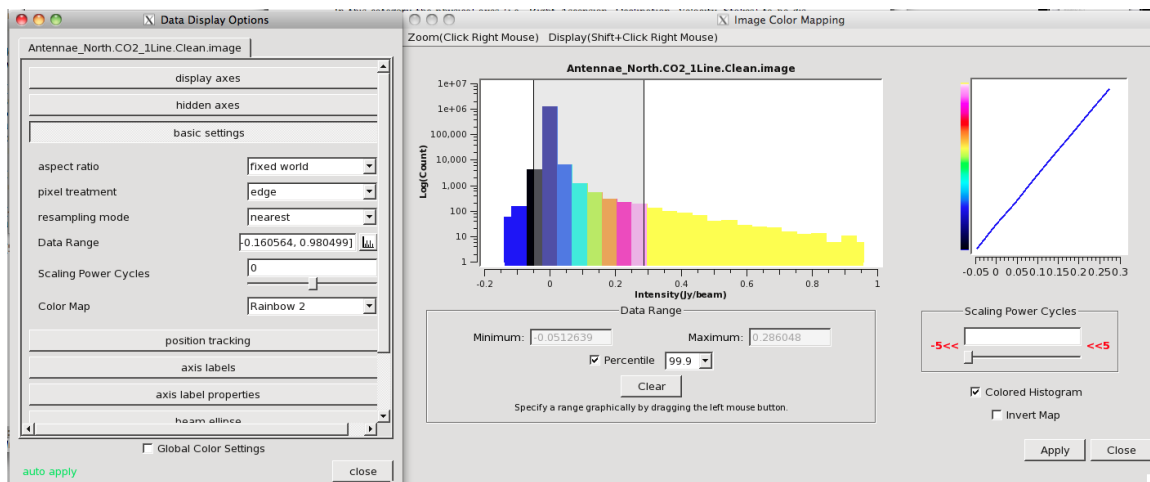 Data Display Options
Antennae_North.CO2_1Line.Clean.image
display axes
hidden axes
basic settings
aspect ratio
fixed world
pixel treatment
edge
resampling mode
nearest
Data Range
-0.160564, 0.980499]
Scaling Power Cycles
0
Color Map
Rainbow 2
position tracking
axis labels
axis label properties
beam ellipse
Global Color Settings
auto apply
close
Image Color Mapping
Zoom(Click Right Mouse) Display(Shift+Click Right Mouse)
Antennae_North.CO2_1Line.Clean.image
Log(Count)
1e+07
1e+06
100,000
10,000
1,000
100
10
1
-0.2 0 0.2 0.4 0.6 0.8 1
Intensity(Jy/beam)
-0.05 0 0.05 0.1 0.15 0.2 0.25 0.3
Data Range
Minimum: -0.0512639 Maximum: 0.286048
Percentile 99.9
Clear
Specify a range graphically by dragging the left mouse button.
Scaling Power Cycles
-5<< <<5
Colored Histogram
Invert Map
Apply Close